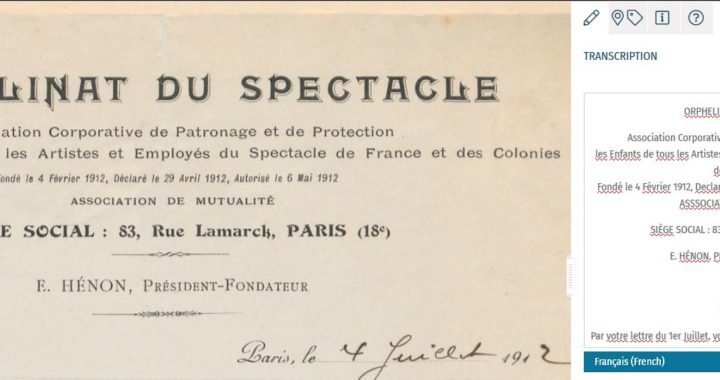 LINAT DU SPECTACLE
ation Corporative de Patronage et de Protection
les Artistes et Employés du Spectacle de France et des Colonies
ondé le 4 Février 1912, Déclaré le 29 Avril 1912, Autorisé le 6 Mai 1912
ASSOCIATION DE MUTUALITÉ
E SOCIAL : 83, Rue Lamarck, PARIS (18e)
E. HÉNON, PRÉSIDENT-FONDATEUR
Paris, le 4 Juillet 1912
TRANSCRIPTION
ORPHELI
Association Corporativ
les Enfants de tous les Artistes
d
Fondé le 4 Février 1912, Declar
ASSSOCIAT
SIÈGE SOCIAL : 83
E. HÉNON, P
Par votre lettre du 1er Juillet, vo
Français (French)